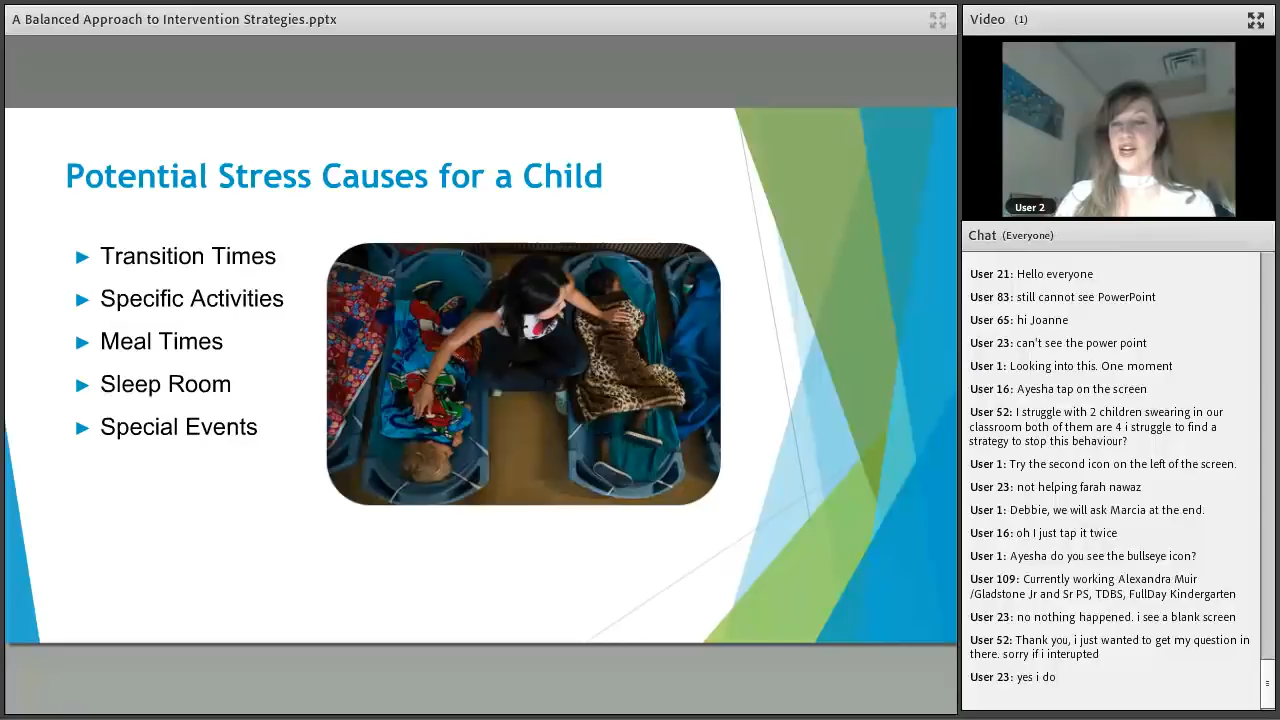 A Balanced Approach to Intervention Strategies.pptx
Potential Stress Causes for a Child
Transition Times
Specific Activities
Meal Times
Sleep Room
Special Events
Video (1)
User 2
Chat (Everyone)
User 21: Hello everyone
User 83: still cannot see PowerPoint
User 65: hi Joanne
User 23: can't see the power point
User 1: Looking into this. One moment
User 16: Ayesha tap on the screen
User 52: I struggle with 2 children swearing in our
classroom both of them are 4 i struggle to find a
strategy to stop this behaviour?
User 1: Try the second icon on the left of the screen.
User 23: not helping farah nawaz
User 1: Debbie, we will ask Marcia at the end.
User 16: oh I just tap it twice
User 1: Ayesha do you see the bullseye icon?
User 109: Currently working Alexandra Muir
/Gladstone Jr and Sr PS, TDBS, FullDay Kindergarten
User 23: no nothing happened. i see a blank screen
User 52: Thank you, i just wanted to get my question in
there. sorry if i interupted
User 23: yes i do